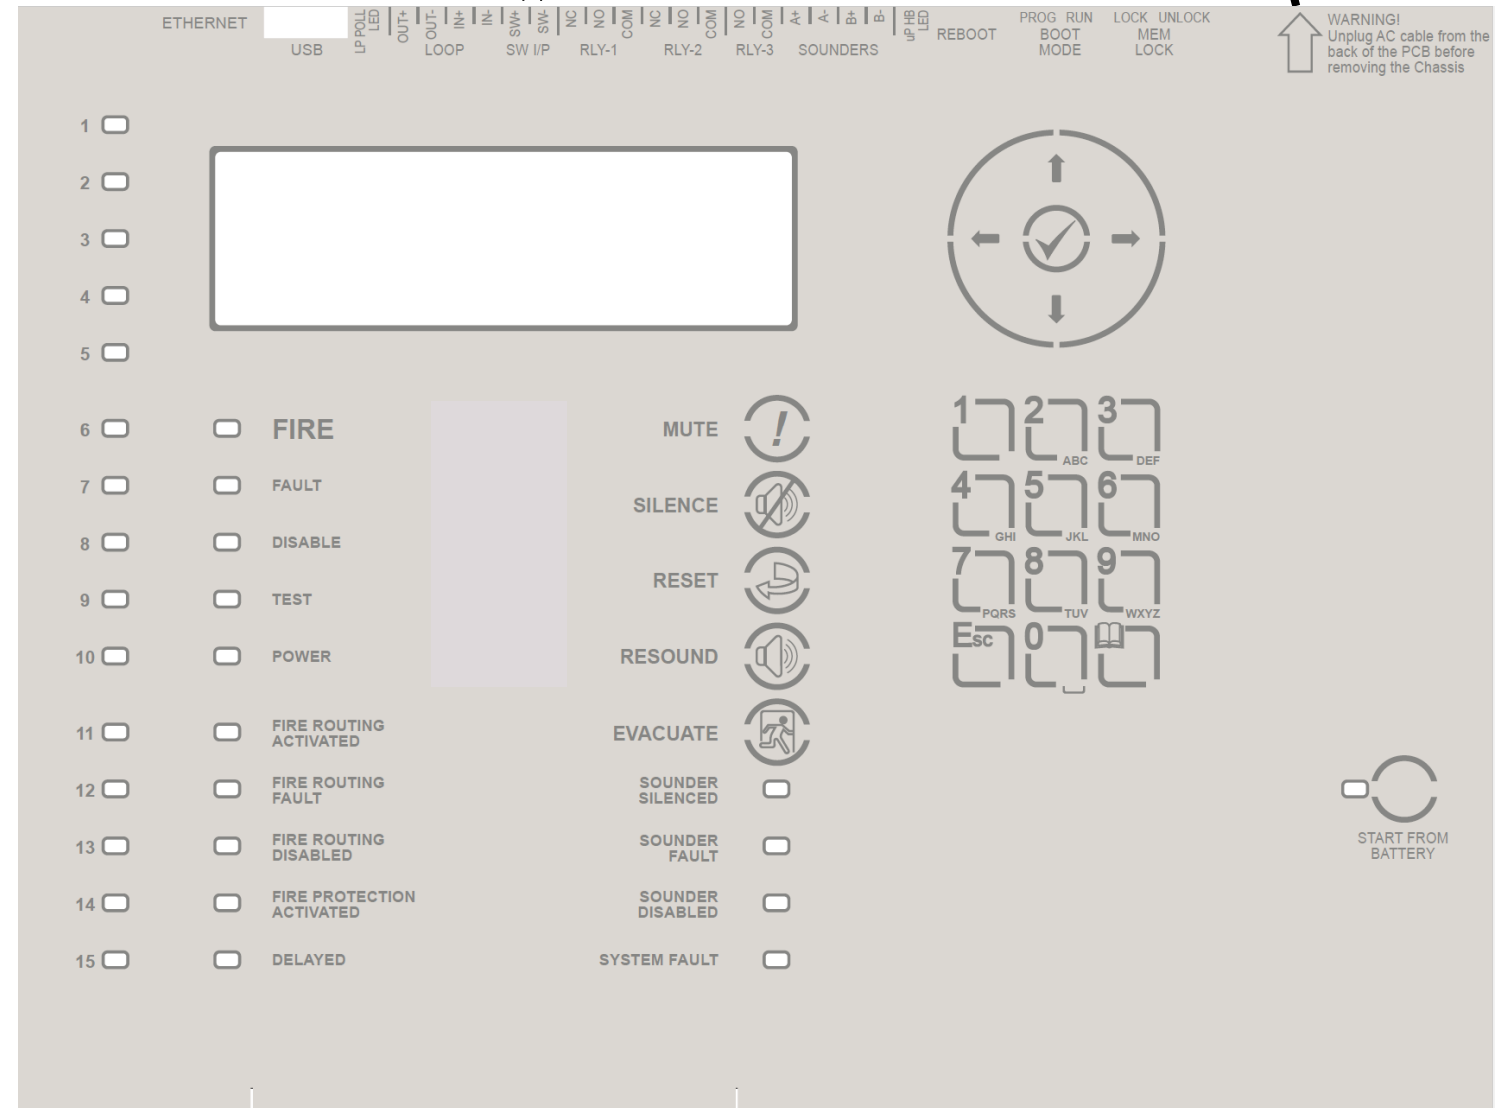 ETHERNET
USB
LP POLL
LED
OUT+
OUT-
IN+
IN-
LOOP
SW+
SW-
SW I/P
NC
NO
COM
RLY-1
NC
NO
COM
RLY-2
NO
COM
RLY-3
A+
A-
B+
B-
SOUNDERS
uP HB
LED
REBOOT
PROG RUN
BOOT
MODE
LOCK UNLOCK
MEM
LOCK
WARNING!
Unplug AC cable from the
back of the PCB before
removing the Chassis
1
2
3
4
5
6
7
8
9
10
11
12
13
14
15
FIRE
FAULT
DISABLE
TEST
POWER
FIRE ROUTING
ACTIVATED
FIRE ROUTING
FAULT
FIRE ROUTING
DISABLED
FIRE PROTECTION
ACTIVATED
DELAYED
MUTE
!
SILENCE
RESET
RESOUND
EVACUATE
SOUNDER
SILENCED
SOUNDER
FAULT
SOUNDER
DISABLED
SYSTEM FAULT
1
2
ABC
3
DEF
4
GHI
5
JKL
6
MNO
7
PQRS
8
TUV
9
WXYZ
Esc
0
START FROM
BATTERY